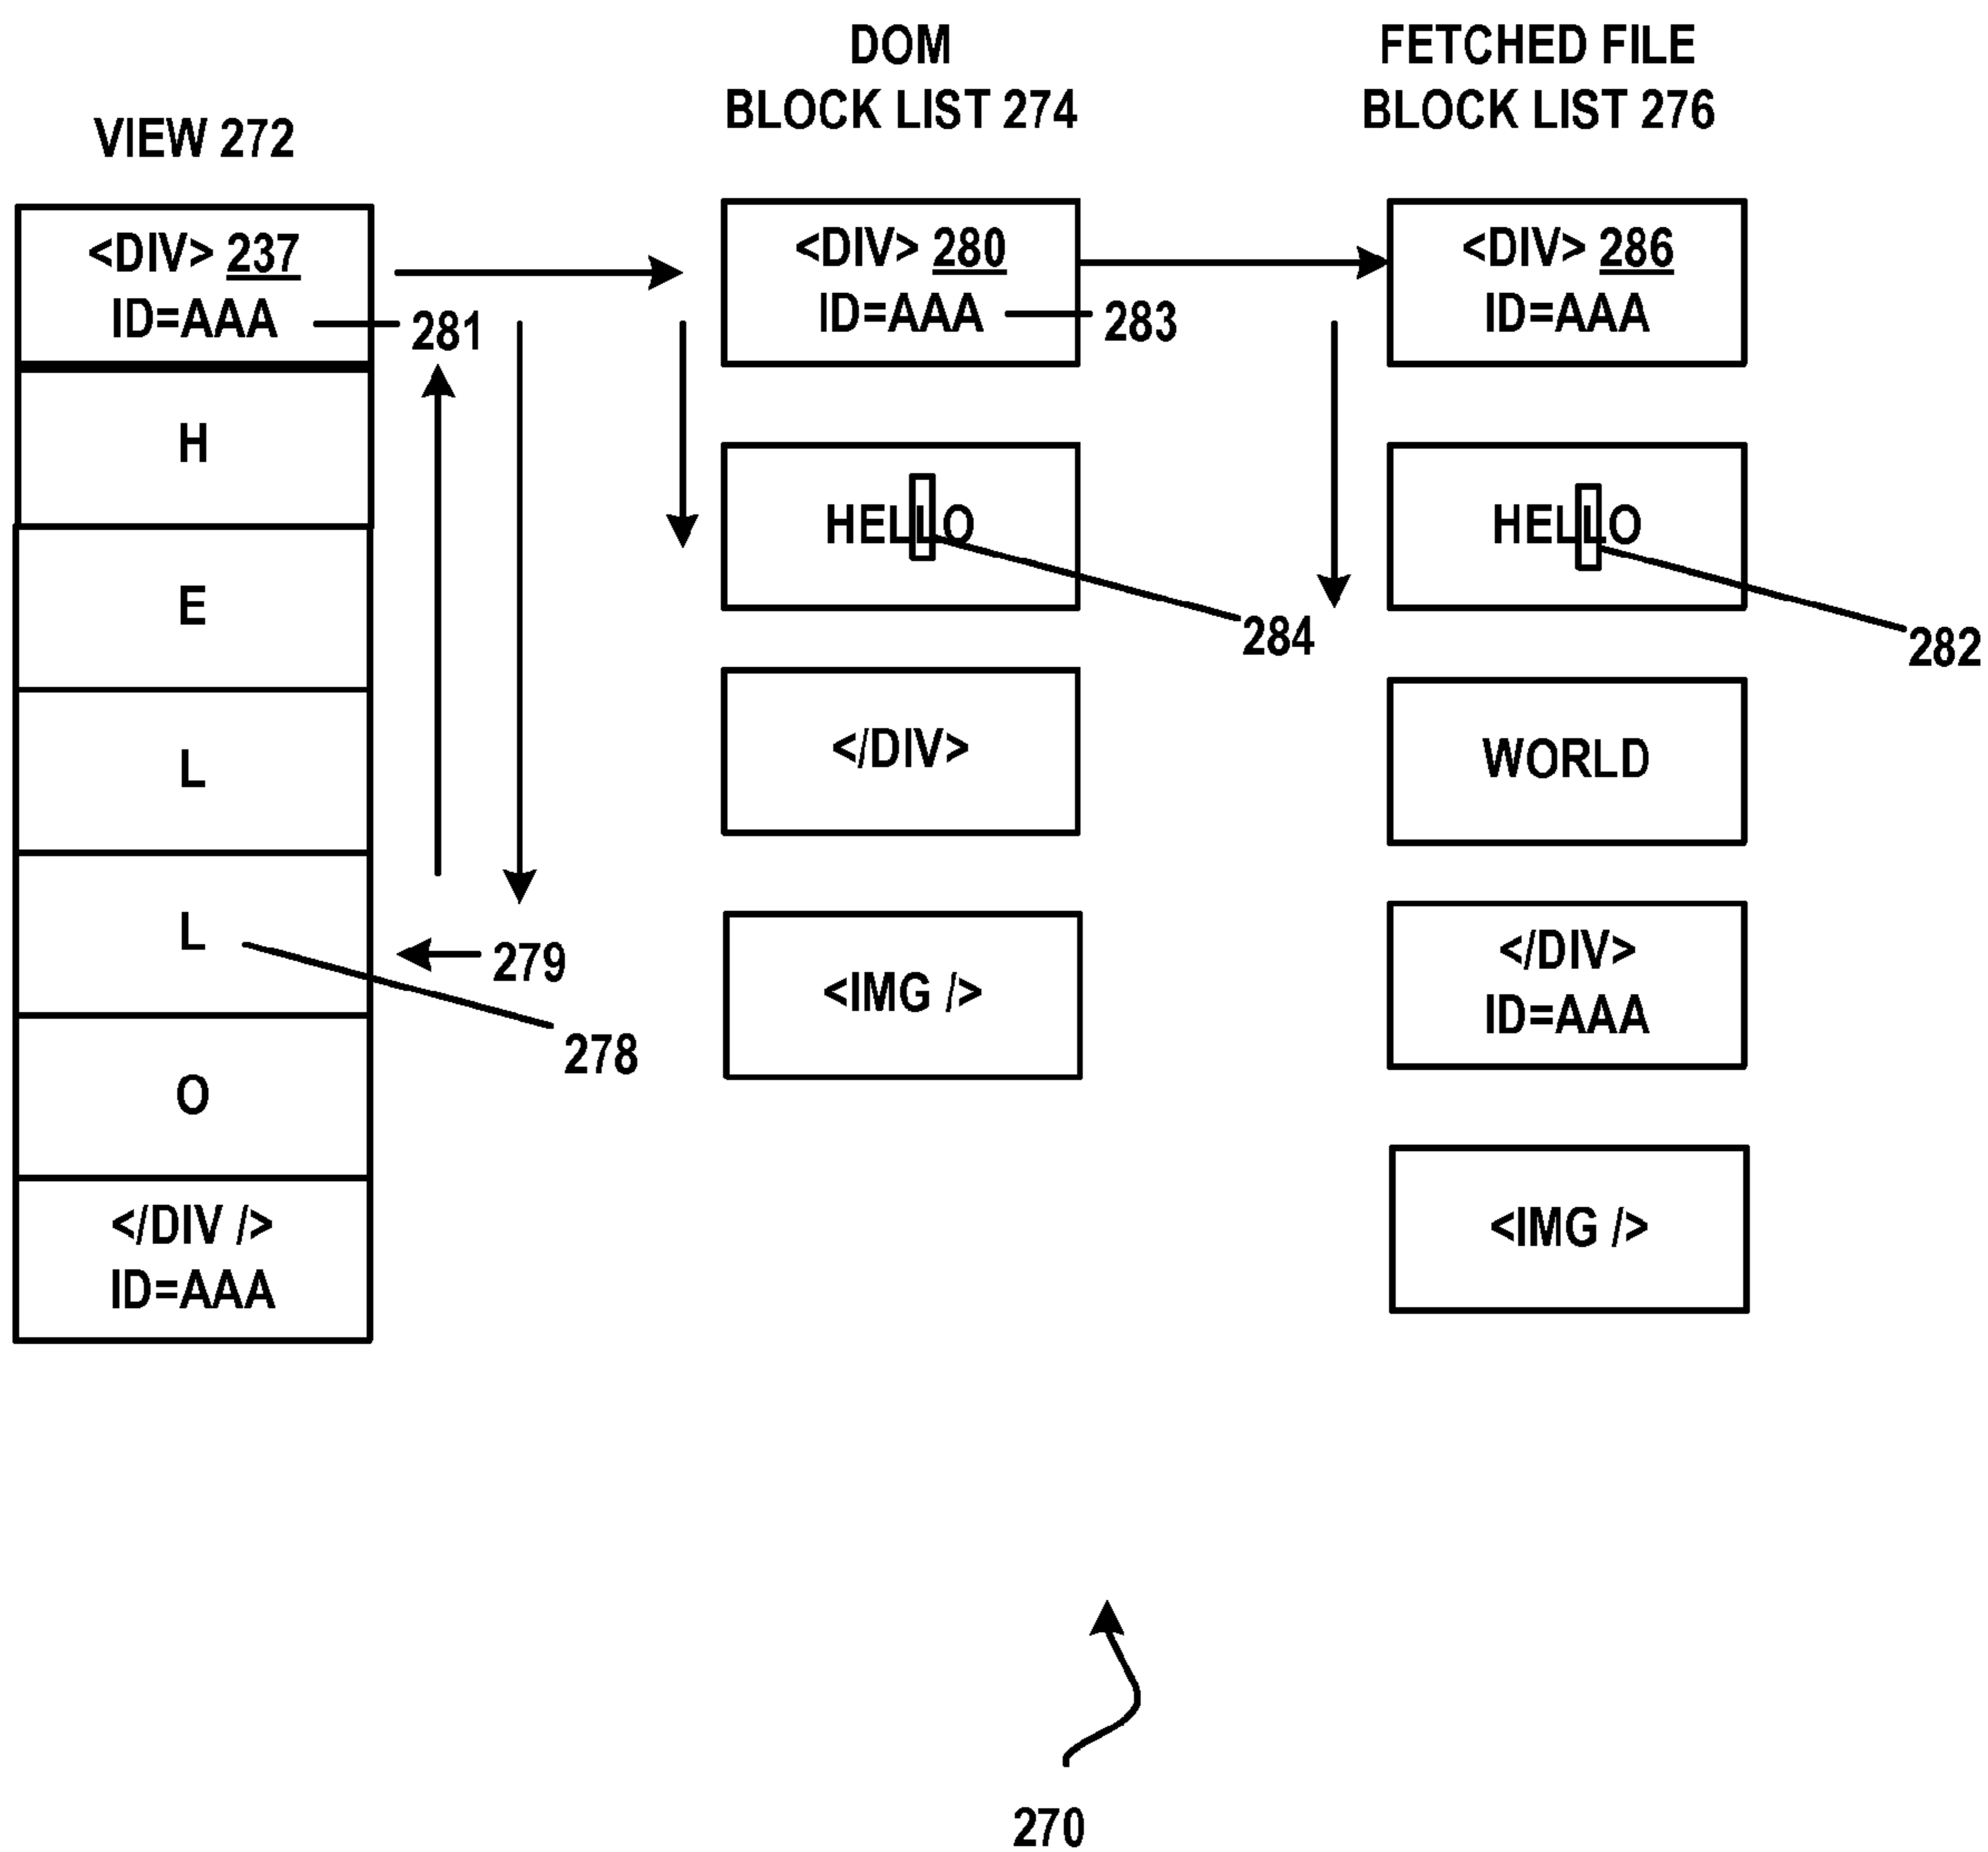 VIEW 272
<DIV> 237
ID=AAA
281
H
E
L
L
279
278
O
</DIV />
ID=AAA
DOM
BLOCK LIST 274
<DIV> 280
ID=AAA
283
HELLO
284
</DIV>
<IMG />
FETCHED FILE
BLOCK LIST 276
<DIV> 286
ID=AAA
HELLO
282
WORLD
</DIV>
ID=AAA
<IMG />
270